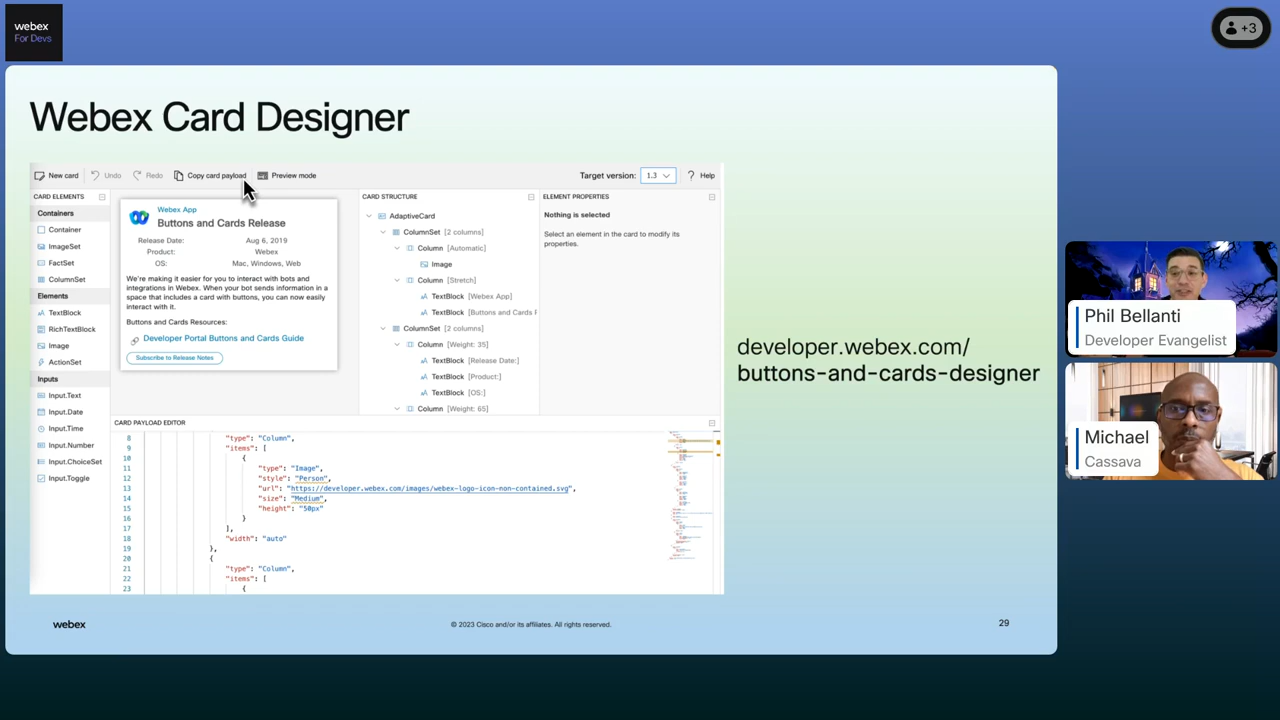 webex
For Devs
+3
Webex Card Designer
New card
Undo
Redo
Copy card payload
Preview mode
Target version:
1.3
? Help
CARD ELEMENTS
Containers
Container
ImageSet
FactSet
ColumnSet
Elements
TextBlock
RichTextBlock
Image
ActionSet
Inputs
Input.Text
Input.Date
Input.Time
Input.Number
Input.ChoiceSet
Input.Toggle
Webex App
Buttons and Cards Release
Release Date: Aug 6, 2019
Product: Webex
OS: Mac, Windows, Web
We're making it easier for you to interact with bots and
integrations in Webex. When your bot sends information in a
space that includes a card with buttons, you can now easily
interact with it.
Buttons and Cards Resources:
Developer Portal Buttons and Cards Guide
Subscribe to Release Notes
CARD STRUCTURE
AdaptiveCard
ColumnSet [2 columns]
Column [Automatic]
Image
Column [Stretch]
TextBlock [Webex App]
TextBlock [Buttons and Cards R
ColumnSet [2 columns]
Column [Weight: 35]
TextBlock [Release Date:]
TextBlock [Product:]
TextBlock [OS:]
Column [Weight: 65]
ELEMENT PROPERTIES
Nothing is selected
Select an element in the card to modify its
properties.
CARD PAYLOAD EDITOR
8 "type": "Column",
9 "items": [
10 {
11 "type": "Image",
12 "style": "Person",
13 "url": "https://developer.webex.com/images/webex-logo-icon-non-contained.svg",
14 "size": "Medium",
15 "height": "50px"
16 }
17 ],
18 "width": "auto"
19 },
20 {
21 "type": "Column",
22 "items": [
23 {
developer.webex.com/
buttons-and-cards-designer
webex
© 2023 Cisco and/or its affiliates. All rights reserved.
29
Phil Bellanti
Developer Evangelist
Michael
Cassava